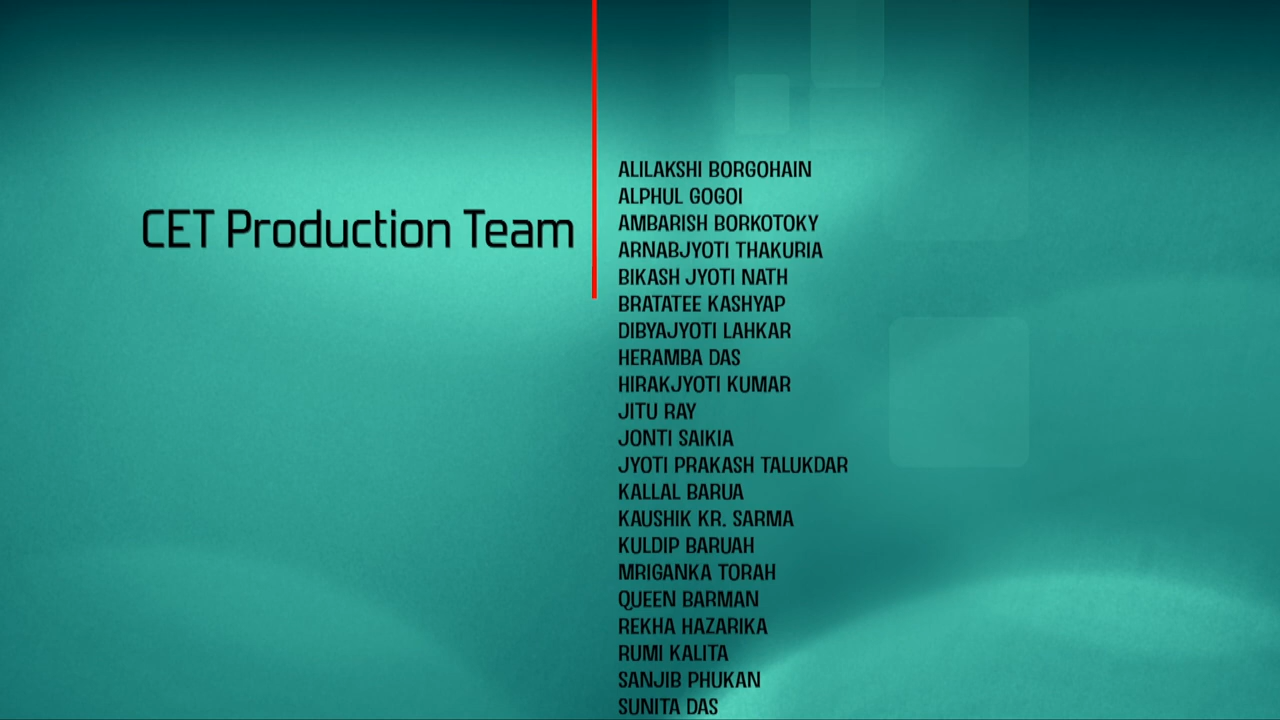 CET Production Team
ALILAKSHI BORGOHAIN
ALPHUL GOGOI
AMBARISH BORKOTOKY
ARNABJYOTI THAKURIA
BIKASH JYOTI NATH
BRATATEE KASHYAP
DIBYAJYOTI LAHKAR
HERAMBA DAS
HIRAKJYOTI KUMAR
JITU RAY
JONTI SAIKIA
JYOTI PRAKASH TALUKDAR
KALLAL BARUA
KAUSHIK KR. SARMA
KULDIP BARUAH
MRIGANKA TORAH
QUEEN BARMAN
REKHA HAZARIKA
RUMI KALITA
SANJIB PHUKAN
SUNITA DAS